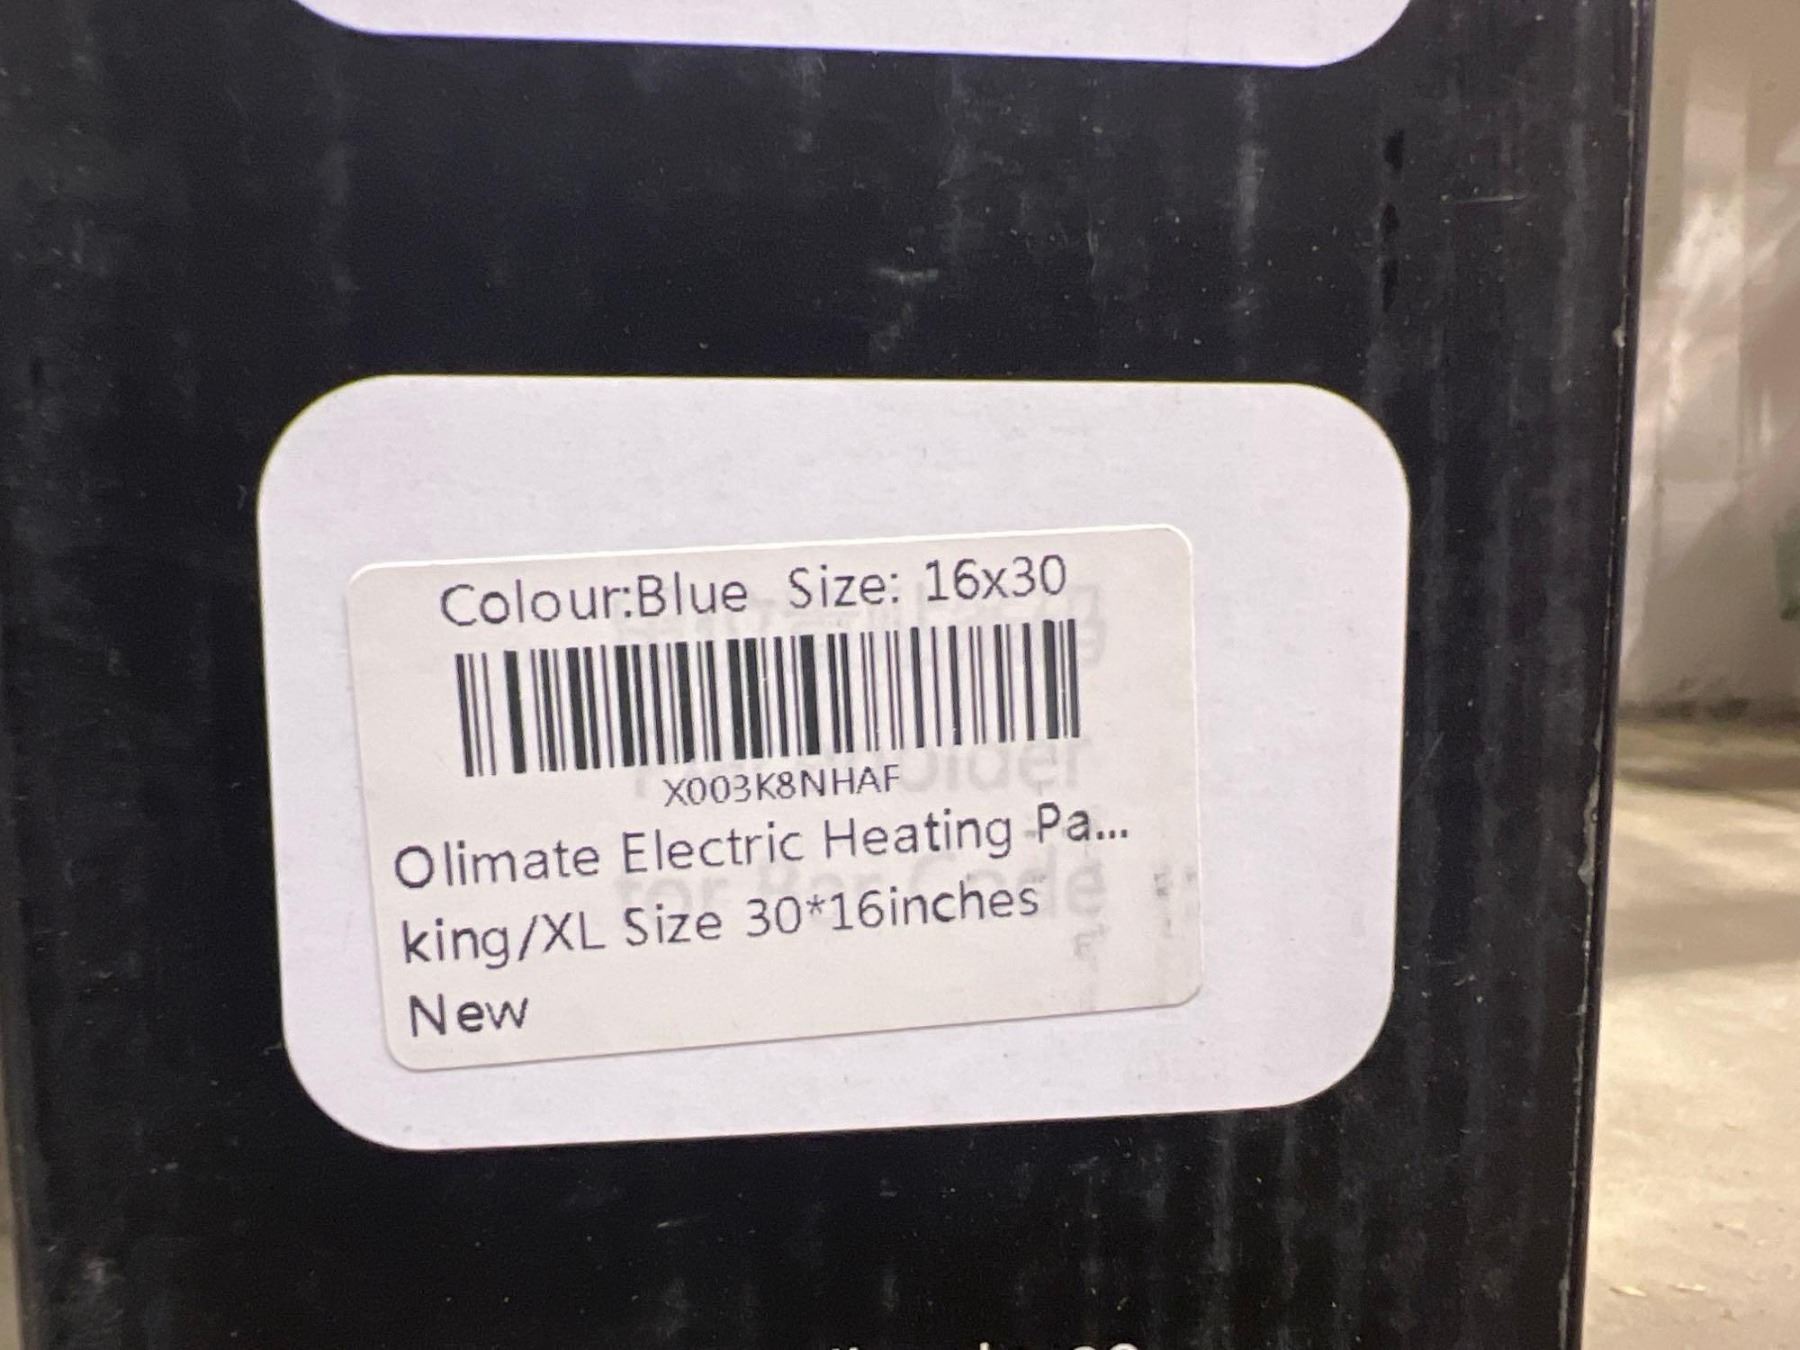 Colour:Blue Size: 16x30
X003K8NHAF
Olimate Electric Heating Pa...
king/XL Size 30*16inches
New